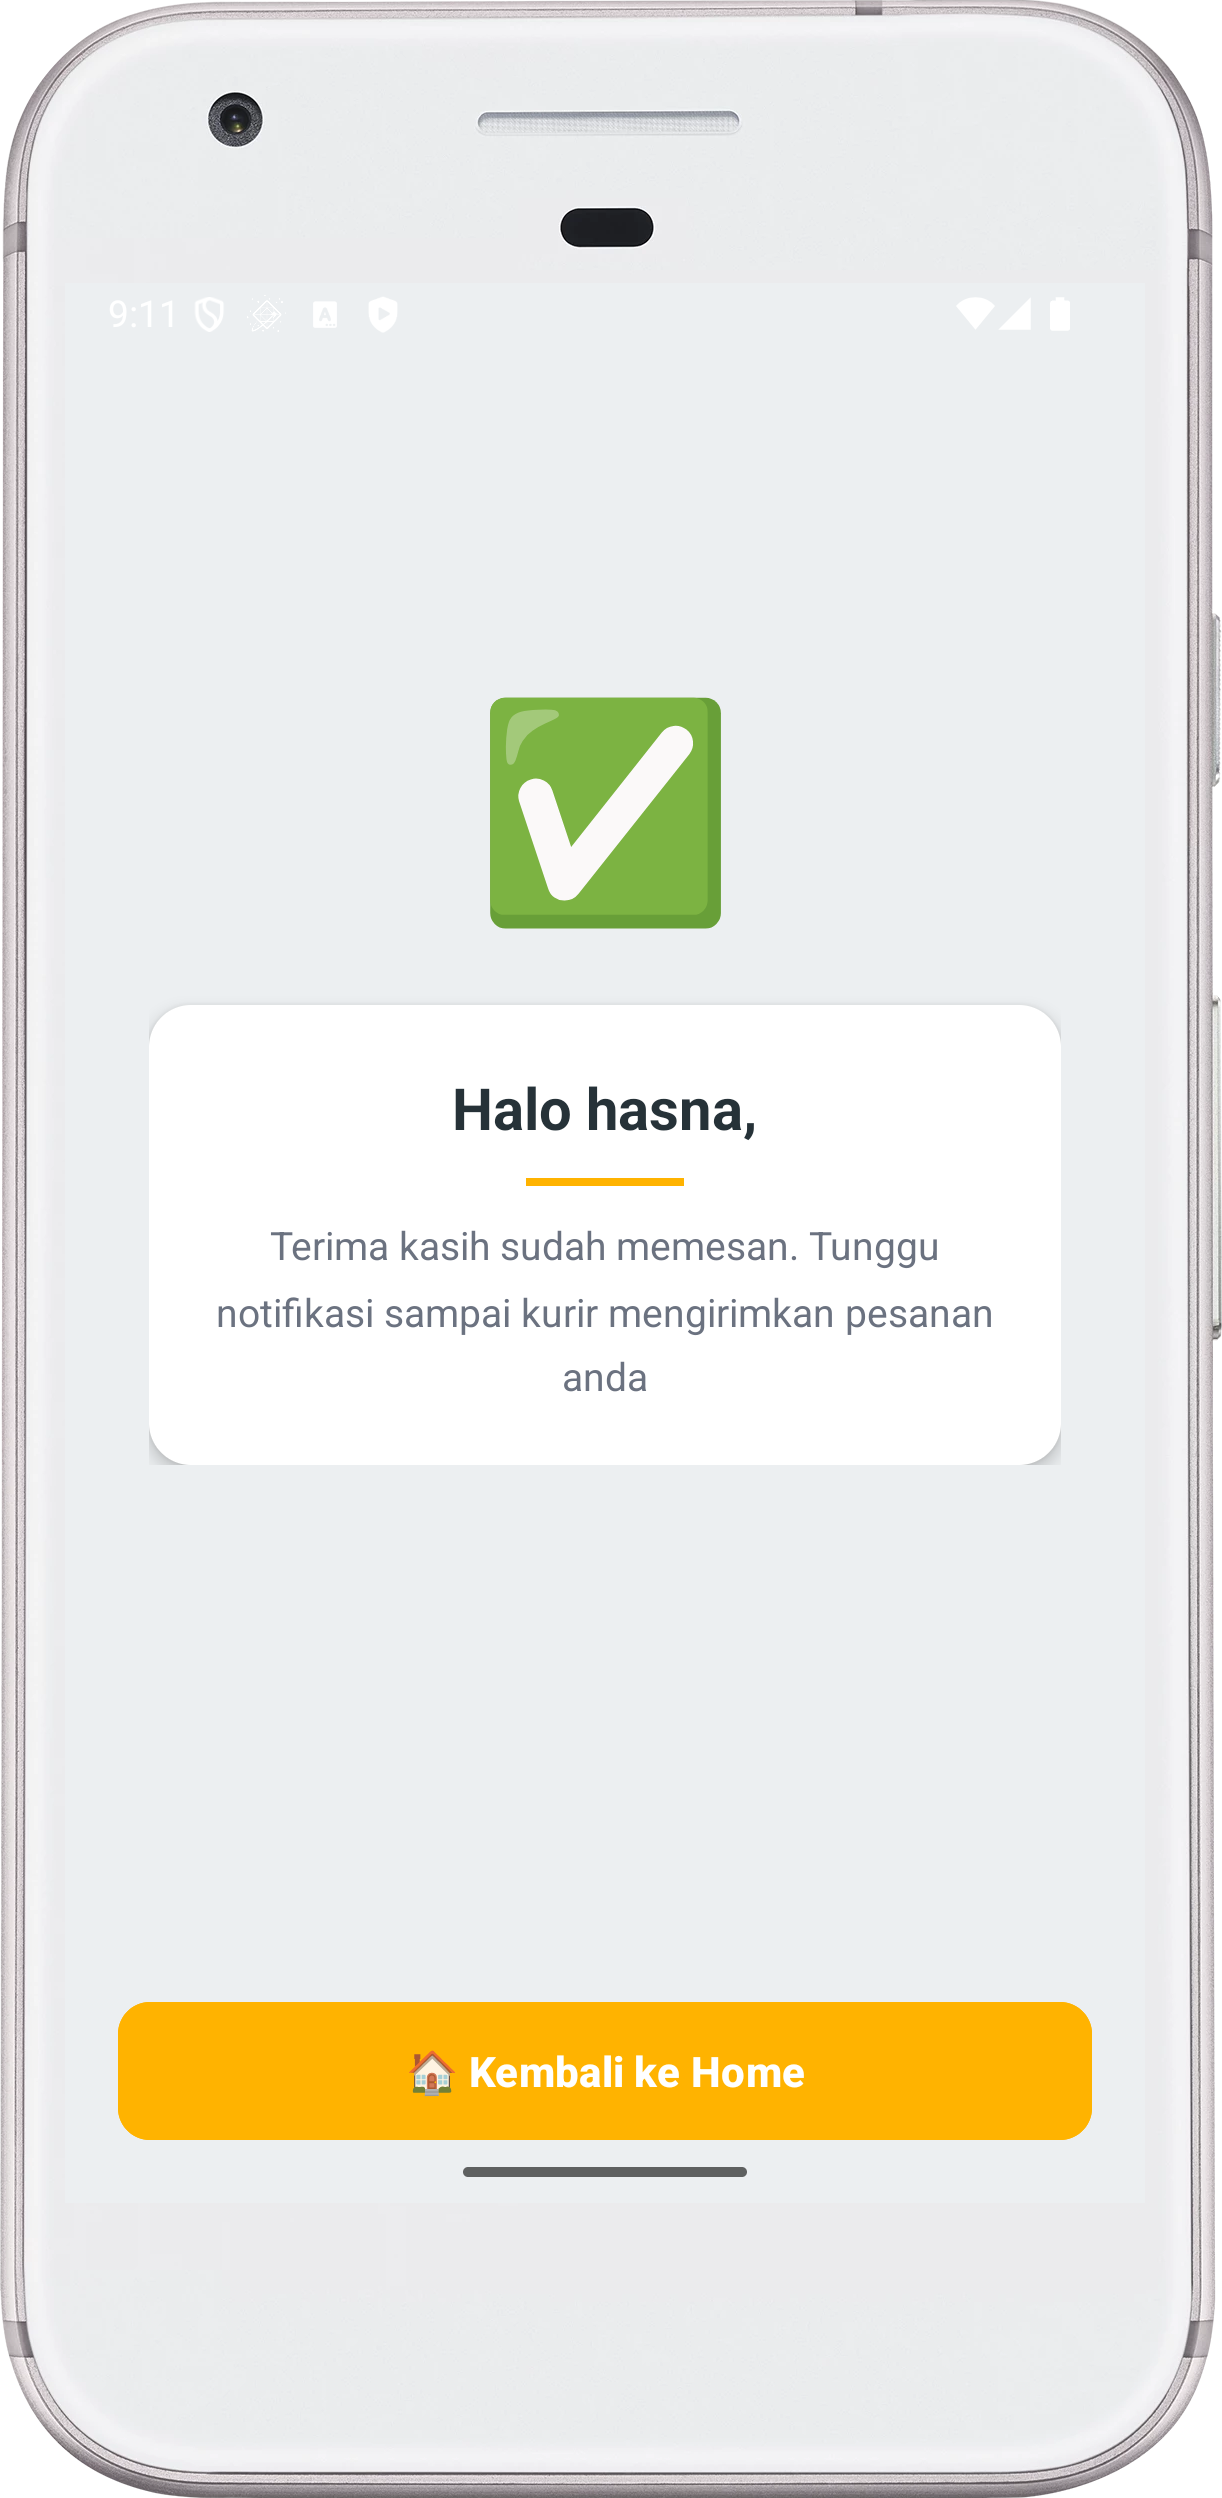 9:11
Halo hasna,
Terima kasih sudah memesan. Tunggu
notifikasi sampai kurir mengirimkan pesanan
anda
🏠 Kembali ke Home